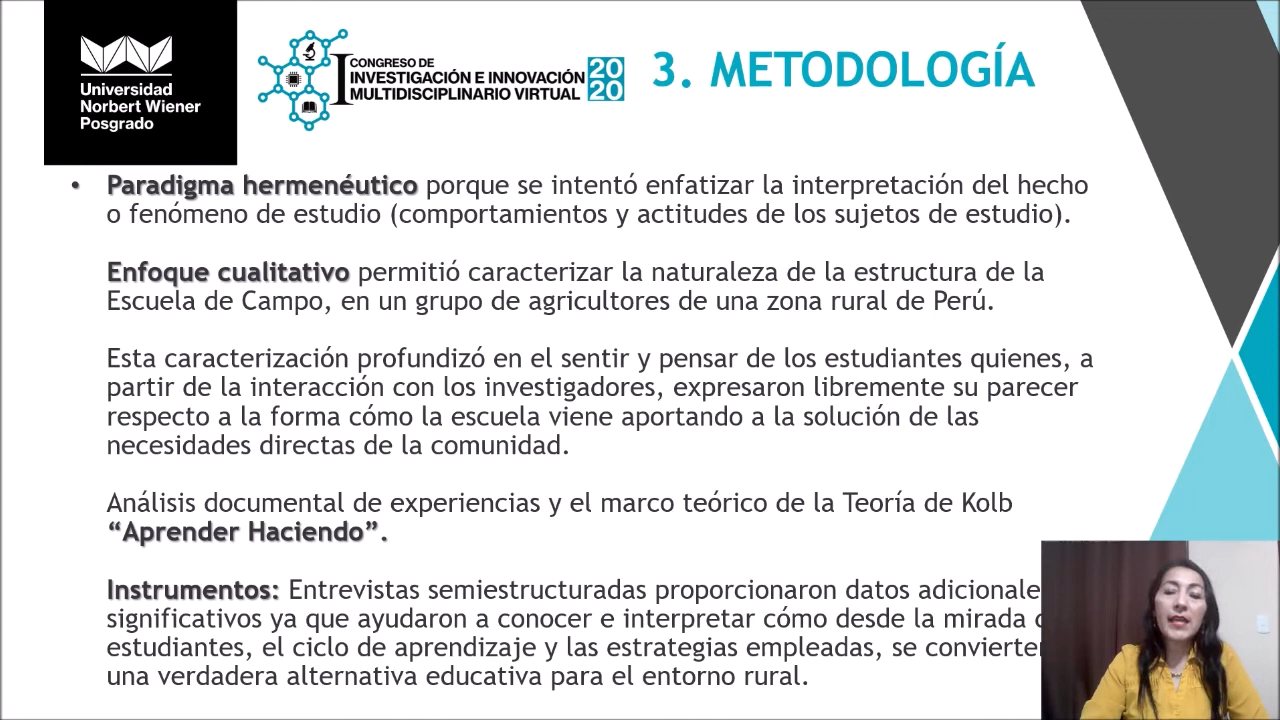 Universidad
Norbert Wiener
Posgrado
I CONGRESO DE
INVESTIGACIÓN E INNOVACIÓN
MULTIDISCIPLINARIO VIRTUAL
20
20
3. METODOLOGÍA
• Paradigma hermenéutico porque se intentó enfatizar la interpretación del hecho
o fenómeno de estudio (comportamientos y actitudes de los sujetos de estudio).
Enfoque cualitativo permitió caracterizar la naturaleza de la estructura de la
Escuela de Campo, en un grupo de agricultores de una zona rural de Perú.
Esta caracterización profundizó en el sentir y pensar de los estudiantes quienes, a
partir de la interacción con los investigadores, expresaron libremente su parecer
respecto a la forma cómo la escuela viene aportando a la solución de las
necesidades directas de la comunidad.
Análisis documental de experiencias y el marco teórico de la Teoría de Kolb
“Aprender Haciendo”.
Instrumentos: Entrevistas semiestructuradas proporcionaron datos
significativos ya que ayudaron a conocer e interpretar cómo desde la mirada
estudiantes, el ciclo de aprendizaje y las estrategias empleadas, se
una verdadera alternativa educativa para el entorno rural.